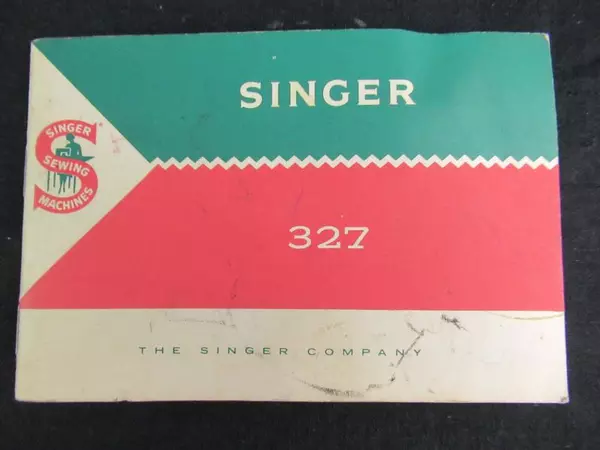 SINGER
SINGER
SEWING
MACHINES
327
THE SINGER COMPANY